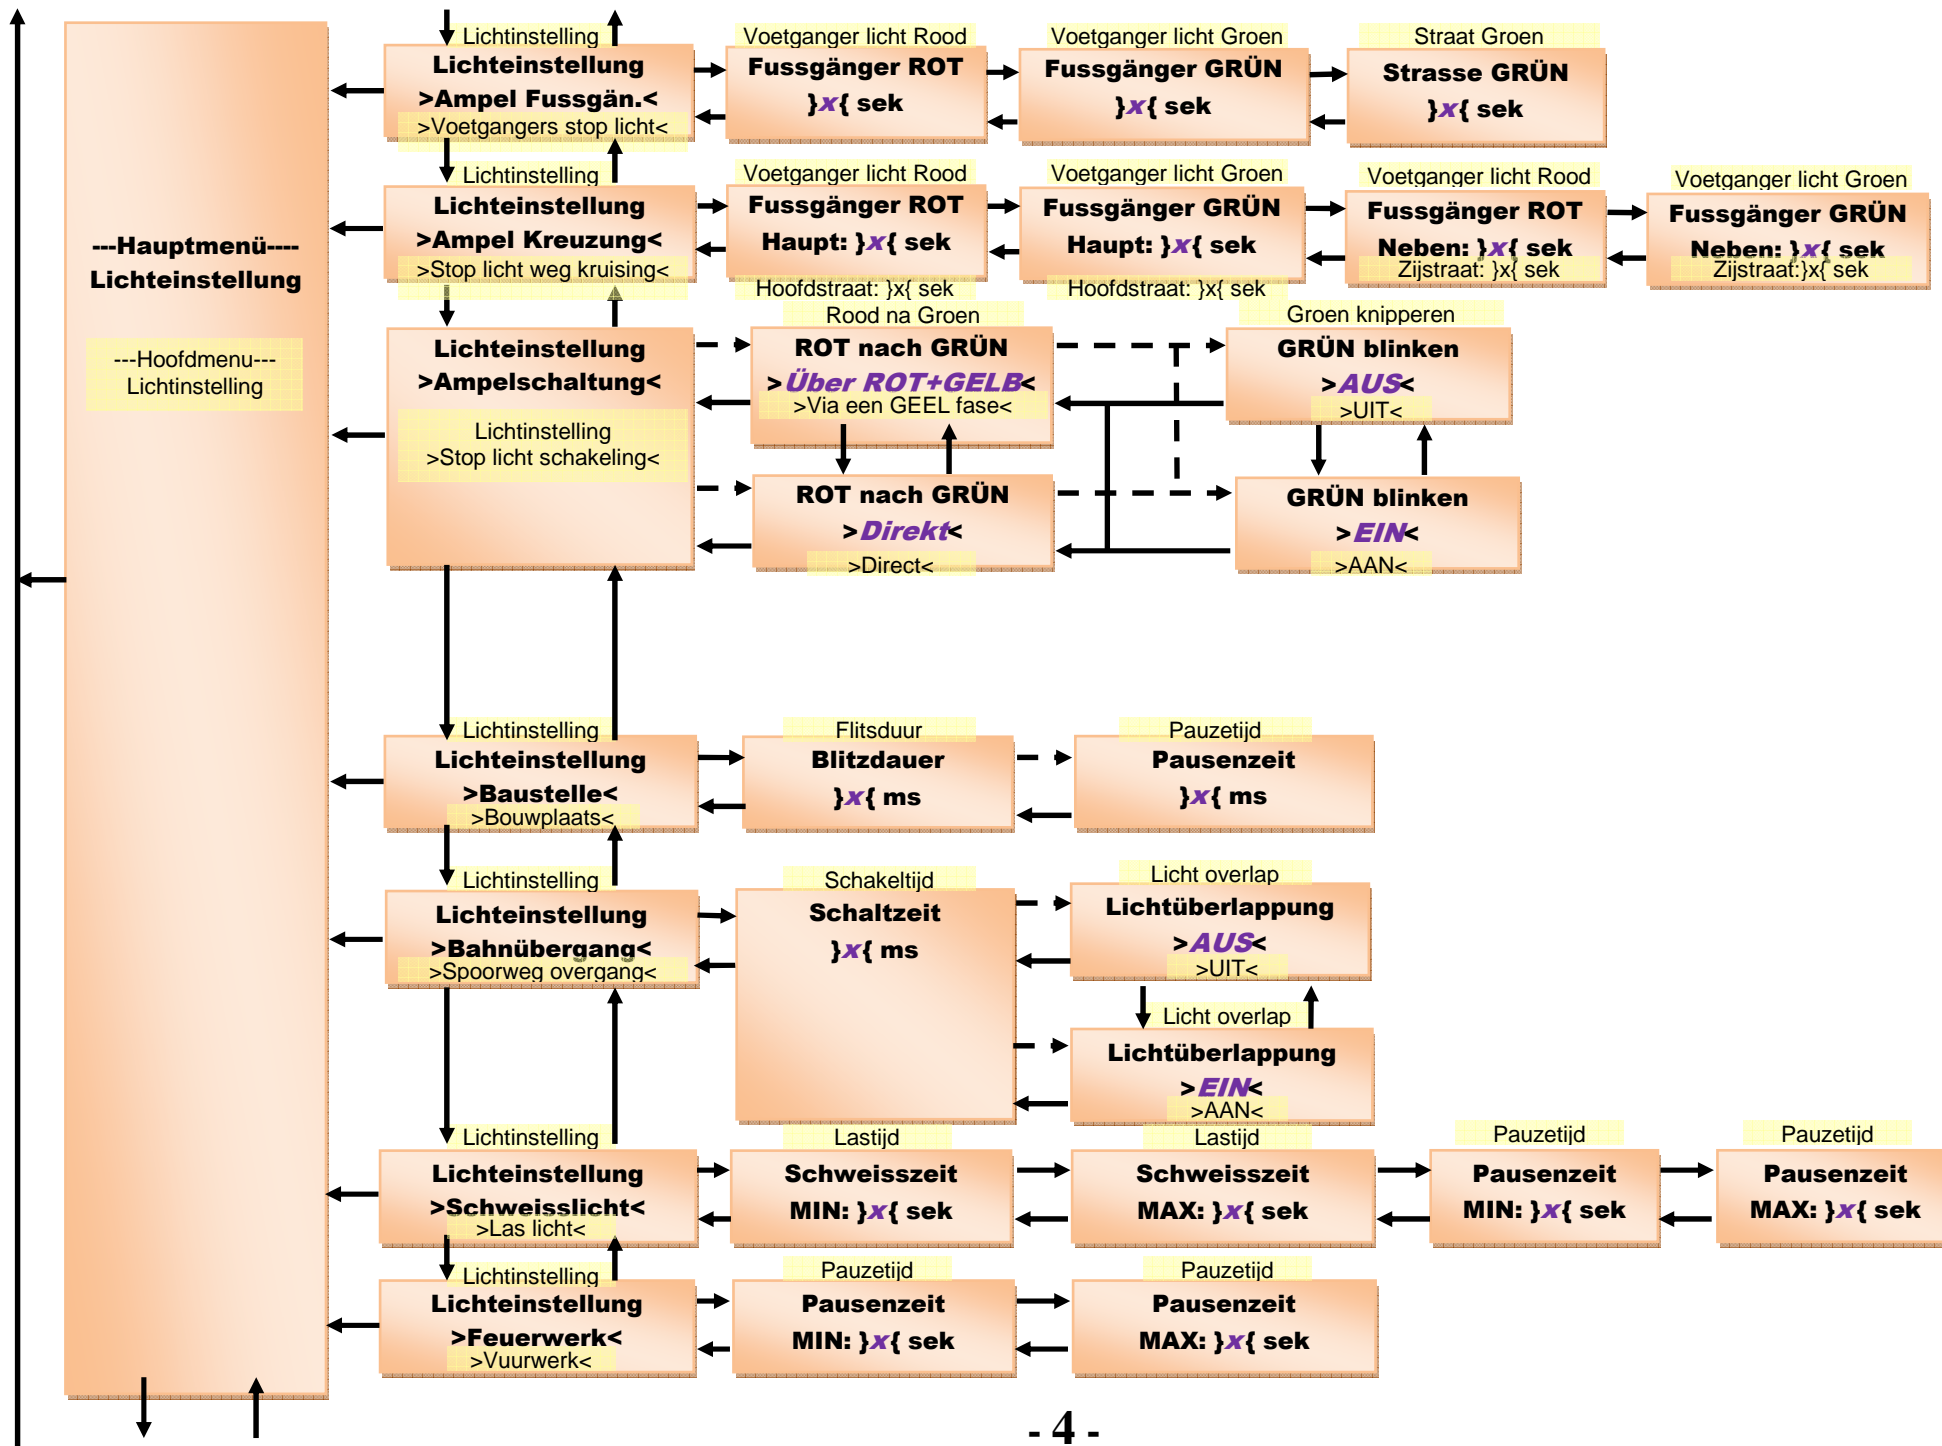 ---Hauptmenü----
Lichteinstellung
---Hoofdmenu---
Lichtinstelling
Lichtinstelling
Lichteinstellung
>Ampel Fussgän.<
>Voetgangers stop licht<
Voetganger licht Rood
Fussgänger ROT
}x{ sek
Voetganger licht Groen
Fussgänger GRÜN
}x{ sek
Straat Groen
Strasse GRÜN
}x{ sek
Lichtinstelling
Lichteinstellung
>Ampel Kreuzung<
>Stop licht weg kruising<
Voetganger licht Rood
Fussgänger ROT
Haupt: }x{ sek
Hoofdstraat: }x{ sek
Voetganger licht Groen
Fussgänger GRÜN
Haupt: }x{ sek
Hoofdstraat: }x{ sek
Voetganger licht Rood
Fussgänger ROT
Neben: }x{ sek
Zijstraat: }x{ sek
Voetganger licht Groen
Fussgänger GRÜN
Neben: }x{ sek
Zijstraat:}x{ sek
Lichteinstellung
>Ampelschaltung<
Lichtinstelling
>Stop licht schakeling<
Rood na Groen
ROT nach GRÜN
>Über ROT+GELB<
>Via een GEEL fase<
ROT nach GRÜN
>Direkt<
>Direct<
Groen knipperen
GRÜN blinken
>AUS<
>UIT<
GRÜN blinken
>EIN<
>AAN<
Lichtinstelling
Lichteinstellung
>Baustelle<
>Bouwplaats<
Flitsduur
Blitzdauer
}x{ ms
Pauzetijd
Pausenzeit
}x{ ms
Lichtinstelling
Lichteinstellung
>Bahnübergang<
>Spoorweg overgang<
Schakeltijd
Schaltzeit
}x{ ms
Licht overlap
Lichtüberlappung
>AUS<
>UIT<
Licht overlap
Lichtüberlappung
>EIN<
>AAN<
Lichtinstelling
Lichteinstellung
>Schweisslicht<
>Las licht<
Lastijd
Schweisszeit
MIN: }x{ sek
Lastijd
Schweisszeit
MAX: }x{ sek
Pauzetijd
Pausenzeit
MIN: }x{ sek
Pauzetijd
Pausenzeit
MAX: }x{ sek
Lichtinstelling
Lichteinstellung
>Feuerwerk<
>Vuurwerk<
Pauzetijd
Pausenzeit
MIN: }x{ sek
Pauzetijd
Pausenzeit
MAX: }x{ sek
- 4 -